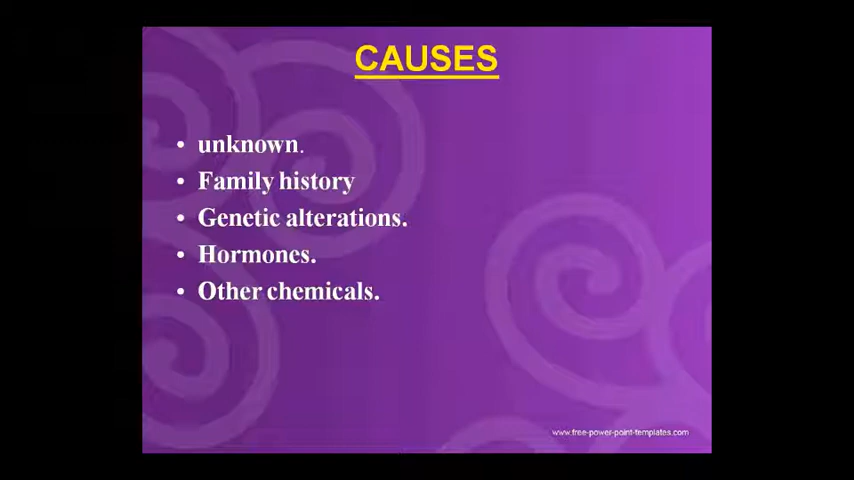 CAUSES
• unknown.
• Family history
• Genetic alterations.
• Hormones.
• Other chemicals.
www.free-power-point-templates.com